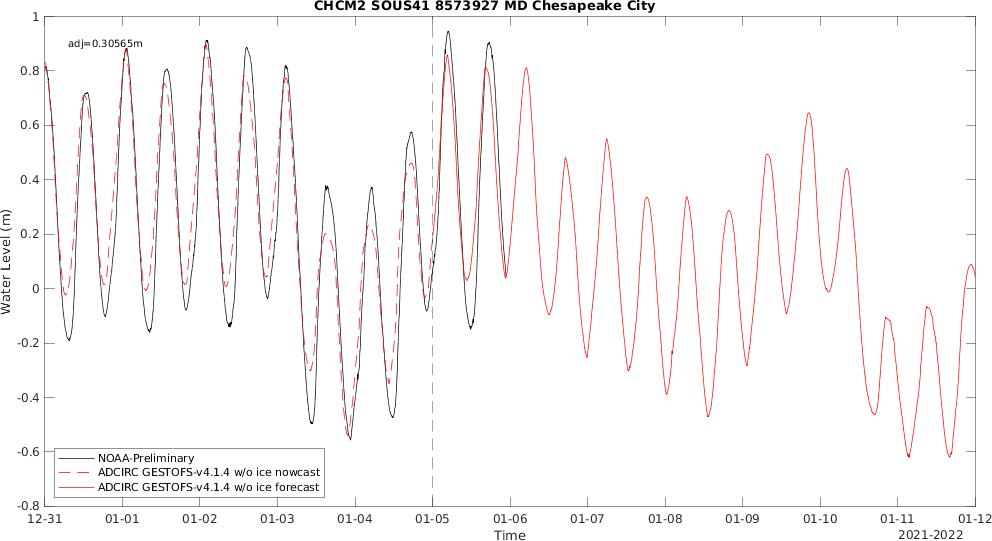 CHCM2 SOUS41 8573927 MD Chesapeake City
adj=0.30565m
1
0.8
0.6
0.4
0.2
0
-0.2
-0.4
-0.6
-0.8
Water Level (m)
NOAA-Preliminary
ADCIRC GESTOFS-v4.1.4 w/o ice nowcast
ADCIRC GESTOFS-v4.1.4 w/o ice forecast
12-31 01-01 01-02 01-03 01-04 01-05 01-06 01-07 01-08 01-09 01-10 01-11 01-12
Time
2021-2022